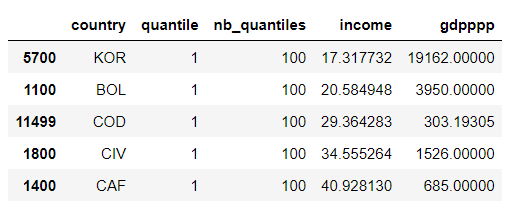 country quantile nb_quantiles income gdpppp
5700 KOR 1 100 17.317732 19162.00000
1100 BOL 1 100 20.584948 3950.00000
11499 COD 1 100 29.364283 303.19305
1800 CIV 1 100 34.555264 1526.00000
1400 CAF 1 100 40.928130 685.00000